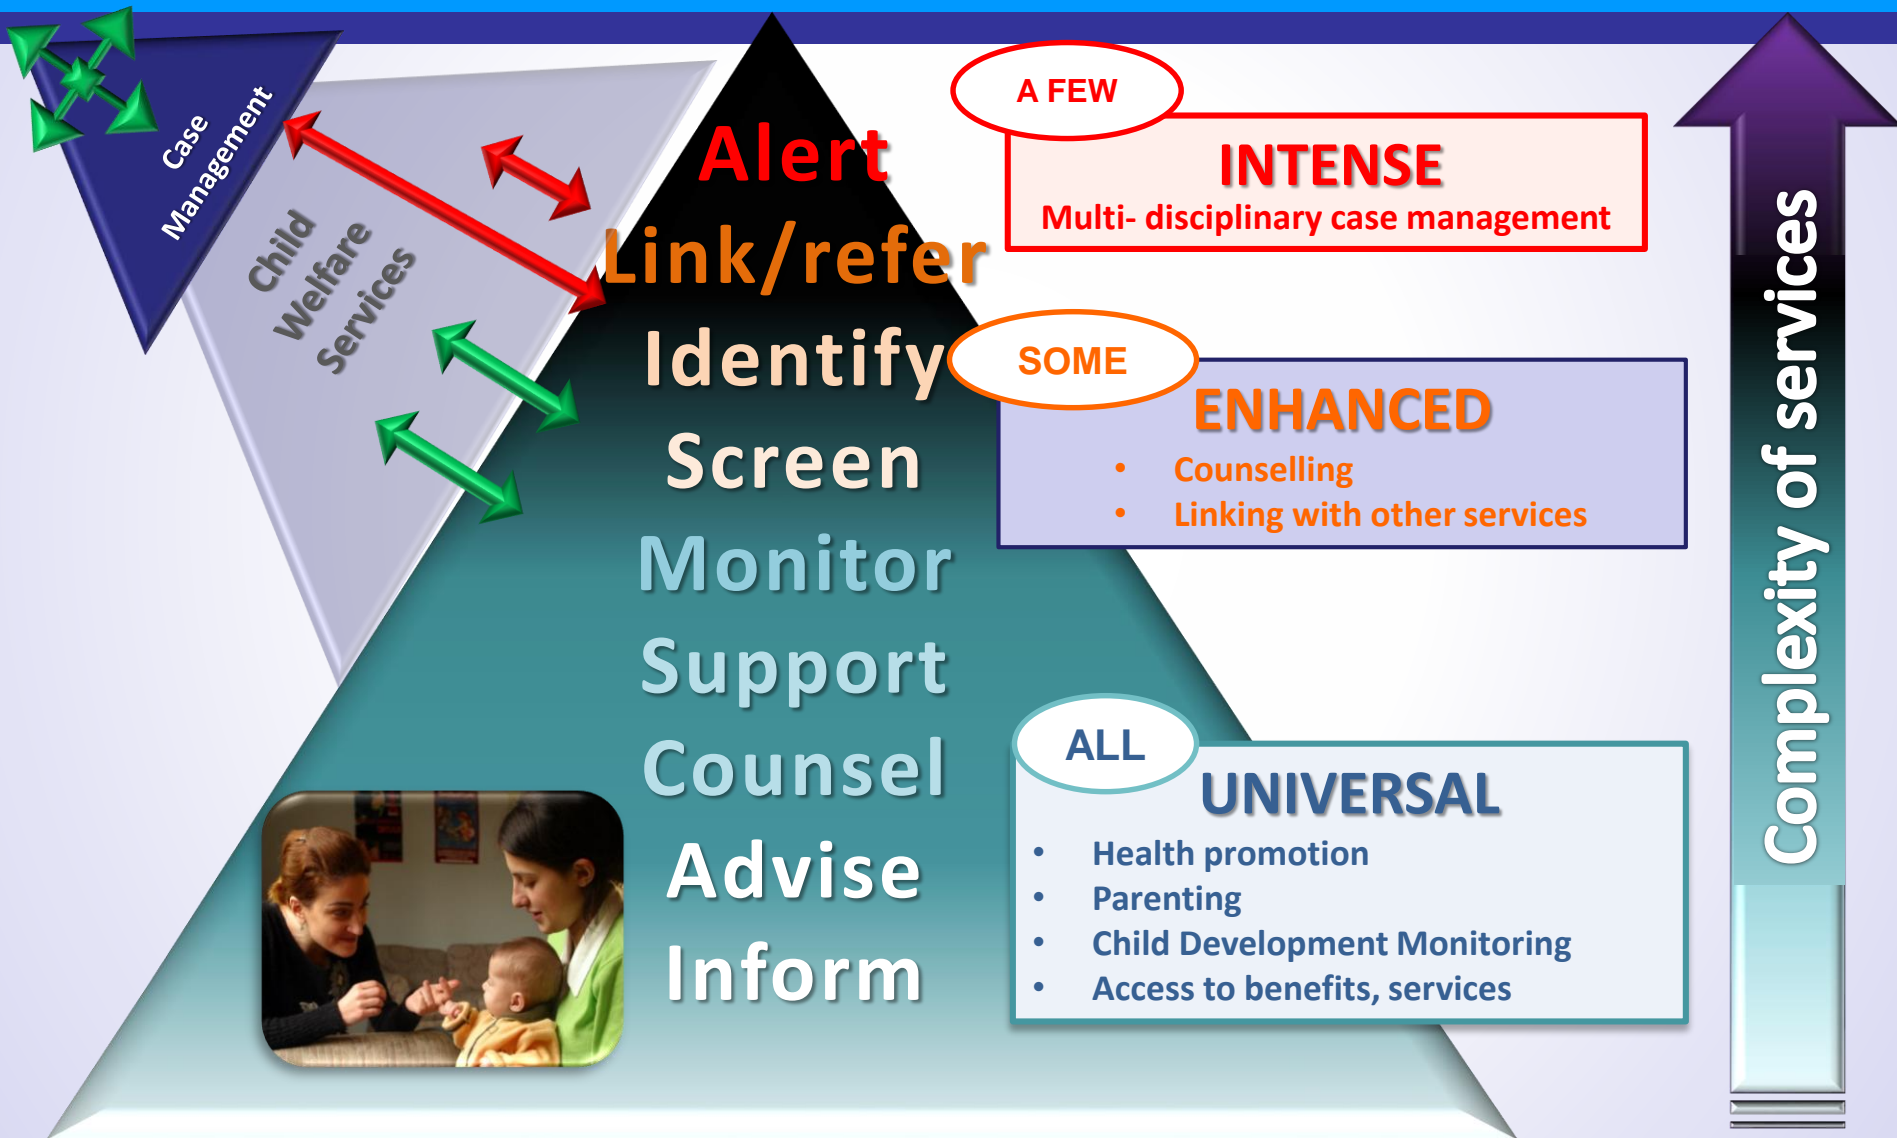 Case
Management
Child
Welfare
Services
Alert
Link/refer
Identify
Screen
Monitor
Support
Counsel
Advise
Inform
A FEW
INTENSE
Multi- disciplinary case management
SOME
ENHANCED
• Counselling
• Linking with other services
ALL
UNIVERSAL
• Health promotion
• Parenting
• Child Development Monitoring
• Access to benefits, services
Complexity of services